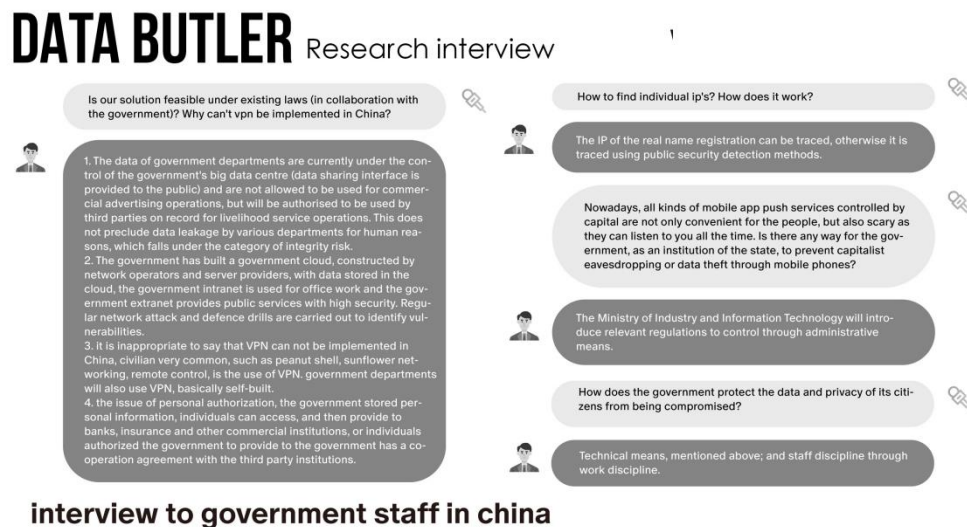 DATA BUTLER Research interview
Is our solution feasible under existing laws (in collaboration with
the government)? Why can't vpn be implemented in China?
1. The data of government departments are currently under the con-
trol of the government's big data centre (data sharing interface is
provided to the public) and are not allowed to be used for commer-
cial advertising operations, but will be authorised to be used by
third parties on record for livelihood service operations. This does
not preclude data leakage by various departments for human rea-
sons, which falls under the category of integrity risk.
2. The government has built a government cloud, constructed by
network operators and server providers, with data stored in the
cloud, the government intranet is used for office work and the gov-
ernment extranet provides public services with high security. Regu-
lar network attack and defence drills are carried out to identify vul-
nerabilities.
3. it is inappropriate to say that VPN can not be implemented in
China, civilian very common, such as peanut shell, sunflower net-
working, remote control, is the use of VPN. government departments
will also use VPN, basically self-built.
4. the issue of personal authorization, the government stored per-
sonal information, individuals can access, and then provide to
banks, insurance and other commercial institutions, or individuals
authorized the government to provide to the government has a co-
operation agreement with the third party institutions.
How to find individual ip's? How does it work?
The IP of the real name registration can be traced, otherwise it is
traced using public security detection methods.
Nowadays, all kinds of mobile app push services controlled by
capital are not only convenient for the people, but also scary as
they can listen to you all the time. Is there any way for the gov-
ernment, as an institution of the state, to prevent capitalist
eavesdropping or data theft through mobile phones?
The Ministry of Industry and Information Technology will intro-
duce relevant regulations to control through administrative
means.
How does the government protect the data and privacy of its citi-
zens from being compromised?
Technical means, mentioned above; and staff discipline through
work discipline.
interview to government staff in china